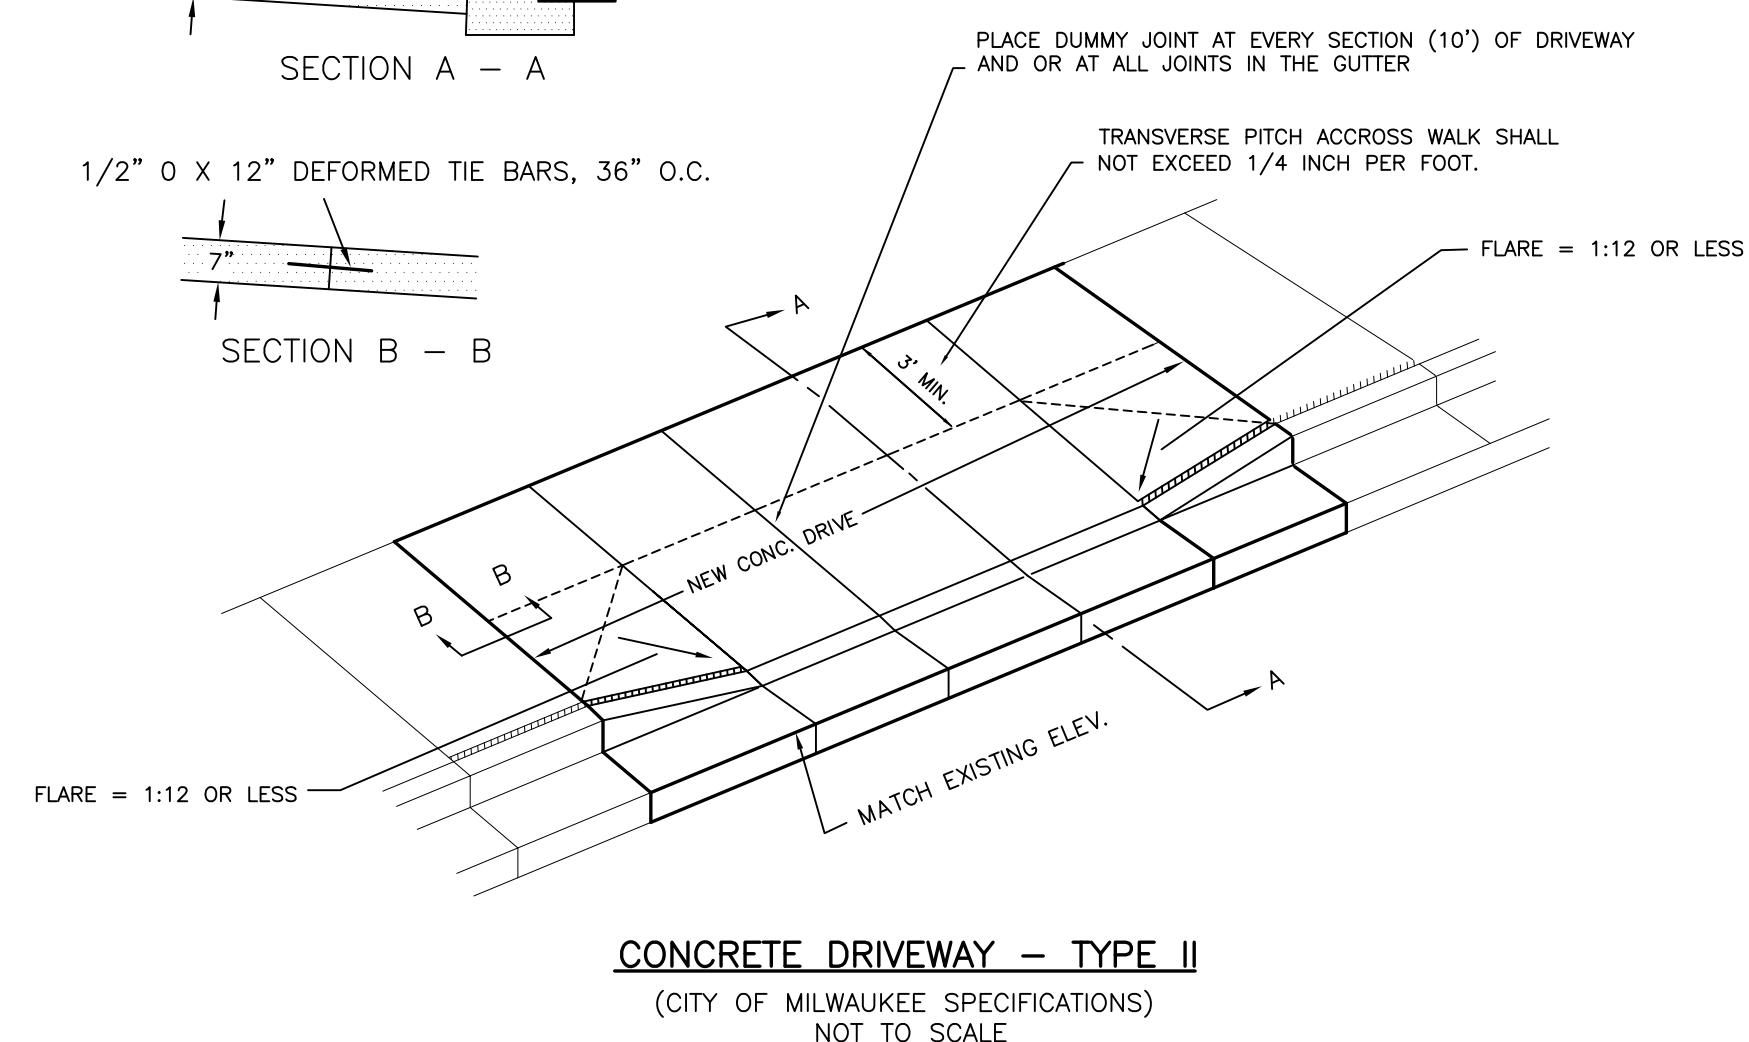 SECTION A - A
PLACE DUMMY JOINT AT EVERY SECTION (10') OF DRIVEWAY
AND OR AT ALL JOINTS IN THE GUTTER
TRANSVERSE PITCH ACCROSS WALK SHALL
NOT EXCEED 1/4 INCH PER FOOT.
1/2" O X 12" DEFORMED TIE BARS, 36" O.C.
7"
SECTION B - B
FLARE = 1:12 OR LESS
A
3' MIN.
NEW CONC. DRIVE
B
B
A
MATCH EXISTING ELEV.
FLARE = 1:12 OR LESS
CONCRETE DRIVEWAY - TYPE II
(CITY OF MILWAUKEE SPECIFICATIONS)
NOT TO SCALE